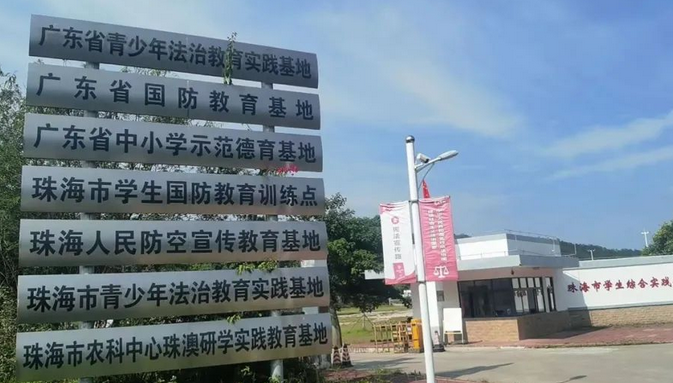 广东省青少年法治教育实践基地
广东省国防教育基地
广东省中小学示范德育基地
珠海市学生国防教育训练点
珠海人民防空宣传教育基地
珠海市青少年法治教育实践基地
珠海市农科中心珠澳研学实践教育基地
珠海市学生综合实践